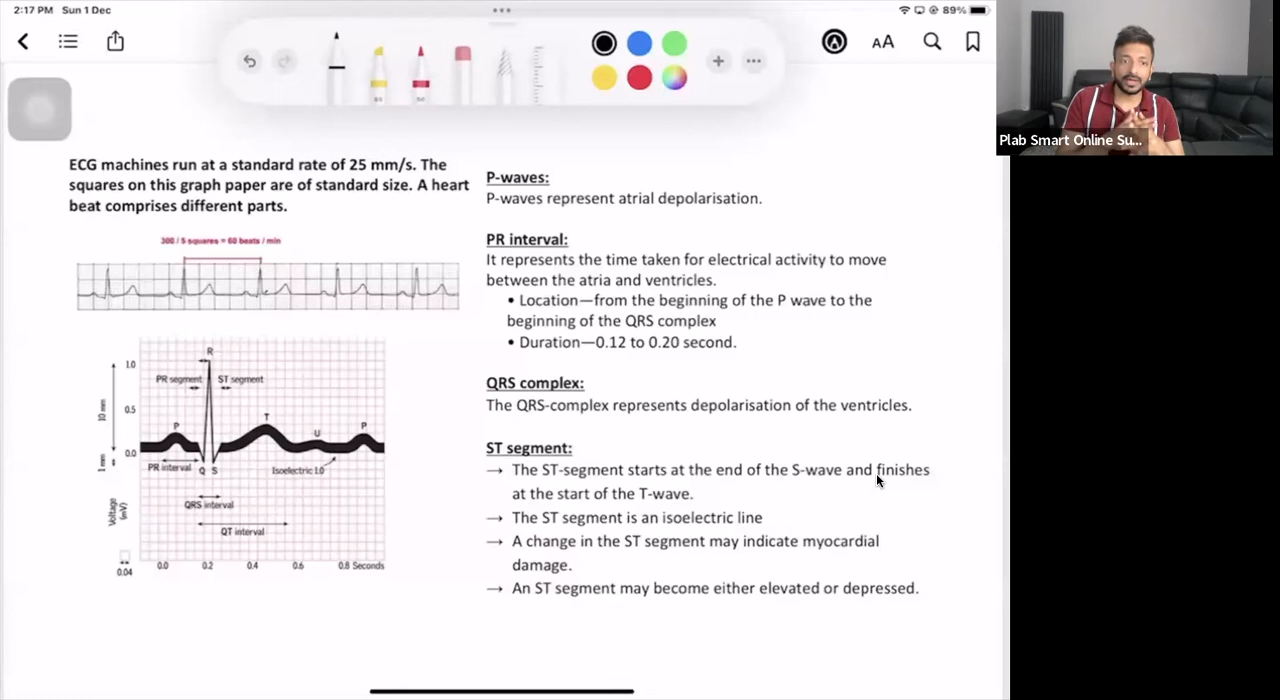 2:17 PM Sun 1 Dec
89%
AA
Plab Smart Online Su...
ECG machines run at a standard rate of 25 mm/s. The
squares on this graph paper are of standard size. A heart
beat comprises different parts.
300 / 5 squares = 60 beats / min
R
1.0
PR segment
ST segment
10 mm
0.5
P
T
U
P
0.0
1 mm
PR interval
Q S
Isoelectric 1.0
QRS interval
Voltage
(mV)
QT interval
0.04
0.0 0.2 0.4 0.6 0.8 Seconds
P-waves:
P-waves represent atrial depolarisation.
PR interval:
It represents the time taken for electrical activity to move
between the atria and ventricles.
• Location—from the beginning of the P wave to the
beginning of the QRS complex
• Duration—0.12 to 0.20 second.
QRS complex:
The QRS-complex represents depolarisation of the ventricles.
ST segment:
→ The ST-segment starts at the end of the S-wave and finishes
at the start of the T-wave.
→ The ST segment is an isoelectric line
→ A change in the ST segment may indicate myocardial
damage.
→ An ST segment may become either elevated or depressed.